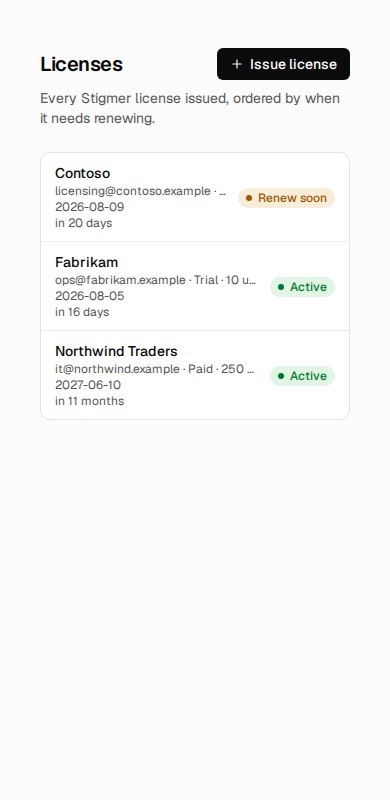 Licenses
+ Issue license
Every Stigmer license issued, ordered by when
it needs renewing.
Contoso
licensing@contoso.example · …
2026-08-09
in 20 days
Renew soon
Fabrikam
ops@fabrikam.example · Trial · 10 u…
2026-08-05
in 16 days
Active
Northwind Traders
it@northwind.example · Paid · 250 …
2027-06-10
in 11 months
Active